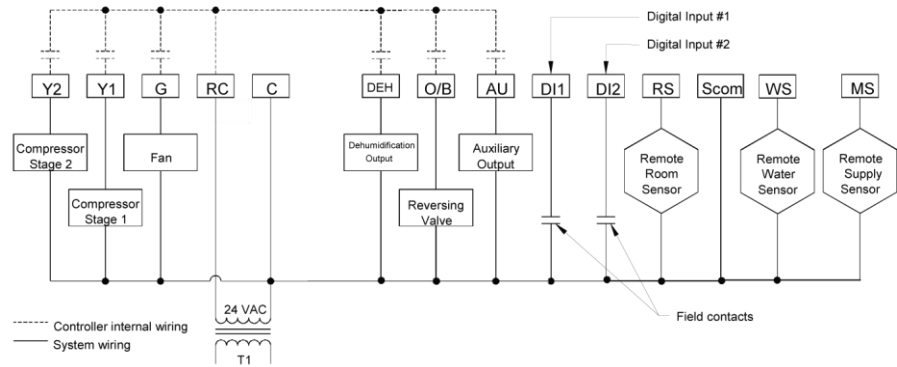 Digital Input #1
Digital Input #2
Y2 Y1 G RC C DEH O/B AU DI1 DI2 RS Scom WS MS
Compressor
Stage 2
Compressor
Stage 1
Fan
Dehumidification
Output
Reversing
Valve
Auxiliary
Output
Remote
Room
Sensor
Remote
Water
Sensor
Remote
Supply
Sensor
24 VAC
T1
Field contacts
Controller internal wiring
System wiring